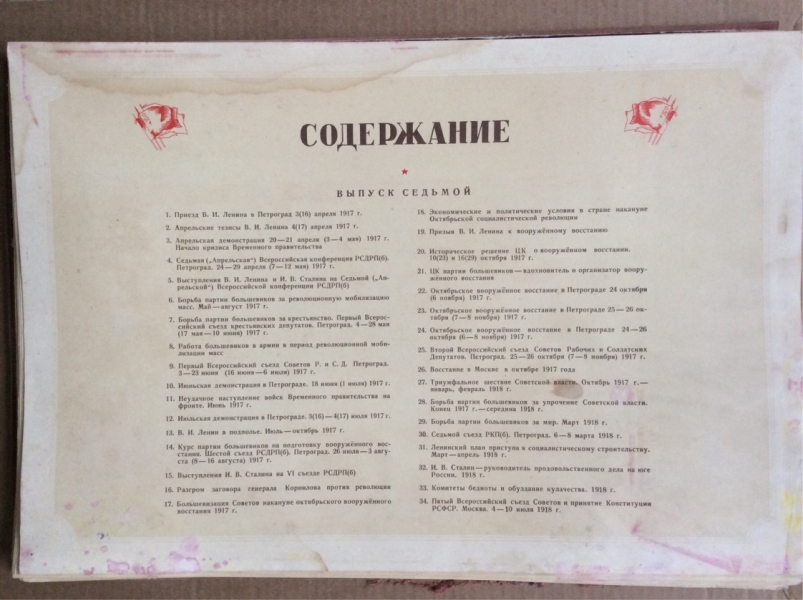 СОДЕРЖАНИЕ
ВЫПУСК СЕДЬМОЙ
1. Приезд В. И. Ленина в Петроград 3(16) апреля 1917 г.
2. Апрельские тезисы В. И. Ленина 4(17) апреля 1917 г.
3. Апрельская демонстрация 20—21 апреля (3—4 мая) 1917 г.
Начало кризиса Временного правительства
4. Седьмая („Апрельская“) Всероссийская конференция РСДРП(б).
Петроград. 24—29 апреля (7—12 мая) 1917 г.
5. Выступления В. И. Ленина и И. В. Сталина на Седьмой („Ап-
рельской“) Всероссийской конференции РСДРП(б)
6. Борьба партии большевиков за революционную мобилизацию
масс. Май—август 1917 г.
7. Борьба партии большевиков за крестьянство. Первый Всерос-
сийский съезд крестьянских депутатов. Петроград. 4—28 мая
(17 мая—10 июня) 1917 г.
8. Работа большевиков в армии в период революционной моби-
лизации масс
9. Первый Всероссийский съезд Советов Р. и С. Д. Петроград.
3—23 июня (16 июня—6 июля) 1917 г.
10. Июньская демонстрация в Петрограде. 18 июня (1 июля) 1917 г.
11. Неудачное наступление войск Временного правительства на
фронте. Июнь 1917 г.
12. Июльская демонстрация в Петрограде. 3(16)—4(17) июля 1917 г.
13. В. И. Ленин в подполье. Июль—октябрь 1917 г.
14. Курс партии большевиков на подготовку вооружённого вос-
стания. Шестой съезд РСДРП(б). Петроград. 26 июля—3 авгу-
ста (8—16 августа) 1917 г.
15. Выступления И. В. Сталина на VI съезде РСДРП(б)
16. Разгром заговора генерала Корнилова против революции
17. Большевизация Советов накануне октябрьского вооружённого
восстания 1917 г.
18. Экономические и политические условия в стране накануне
Октябрьской социалистической революции
19. Призыв В. И. Ленина к вооружённому восстанию
20. Историческое решение ЦК о вооружённом восстании.
10(23) и 16(29) октября 1917 г.
21. ЦК партии большевиков—вдохновитель и организатор воору-
жённого восстания
22. Октябрьское вооружённое восстание в Петрограде 24 октября
(6 ноября) 1917 г.
23. Октябрьское вооружённое восстание в Петрограде 25—26 ок-
тября (7—8 ноября) 1917 г.
24. Октябрьское вооружённое восстание в Петрограде 24—26
октября (6—8 ноября) 1917 г.
25. Второй Всероссийский съезд Советов Рабочих и Солдатских
Депутатов. Петроград. 25—26 октября (7—9 ноября) 1917 г.
26. Восстание в Москве в октябре 1917 года
27. Триумфальное шествие Советской власти. Октябрь 1917 г.—
январь, февраль 1918 г.
28. Борьба партии большевиков за упрочение Советской власти.
Конец 1917 г.—середина 1918 г.
29. Борьба партии большевиков за мир. Март 1918 г.
30. Седьмой съезд РКП(б). Петроград. 6—8 марта 1918 г.
31. Ленинский план приступа к социалистическому строительству.
Март—апрель 1918 г.
32. И. В. Сталин—руководитель продовольственного дела на юге
России. 1918 г.
33. Комитеты бедноты и обуздание кулачества. 1918 г.
34. Пятый Всероссийский съезд Советов и принятие Конституции
РСФСР. Москва. 4—10 июля 1918 г.